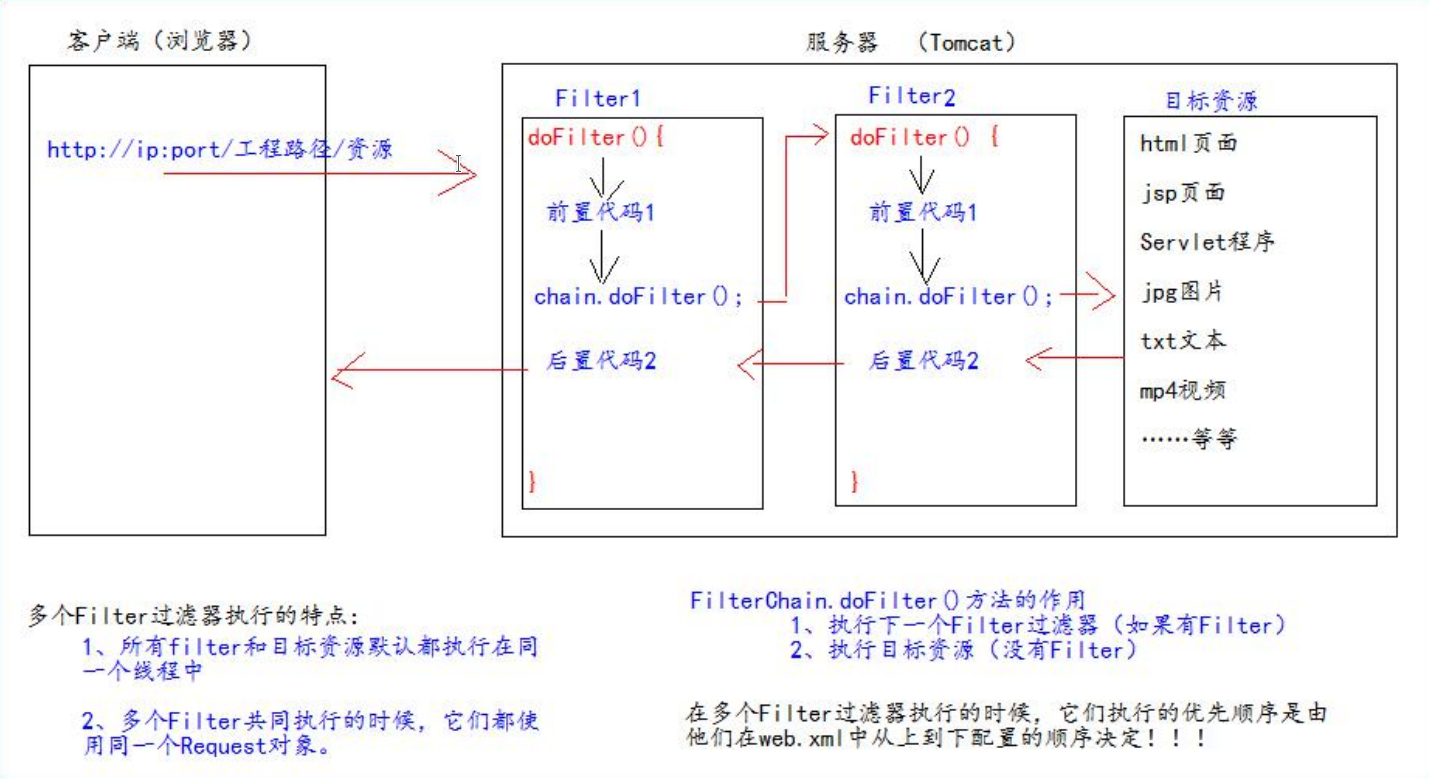 客户端（浏览器）
服务器 （Tomcat）
http://ip:port/工程路径/资源
Filter1
doFilter(){
前置代码1
chain.doFilter();
后置代码2
}
Filter2
doFilter() {
前置代码1
chain.doFilter();
后置代码2
}
目标资源
html页面
jsp页面
Servlet程序
jpg图片
txt文本
mp4视频
……等等
多个Filter过滤器执行的特点:
1、所有filter和目标资源默认都执行在同
一个线程中
2、多个Filter共同执行的时候，它们都使
用同一个Request对象。
FilterChain.doFilter()方法的作用
1、执行下一个Filter过滤器（如果有Filter）
2、执行目标资源（没有Filter）
在多个Filter过滤器执行的时候，它们执行的优先顺序是由
他们在web.xml中从上到下配置的顺序决定！！！